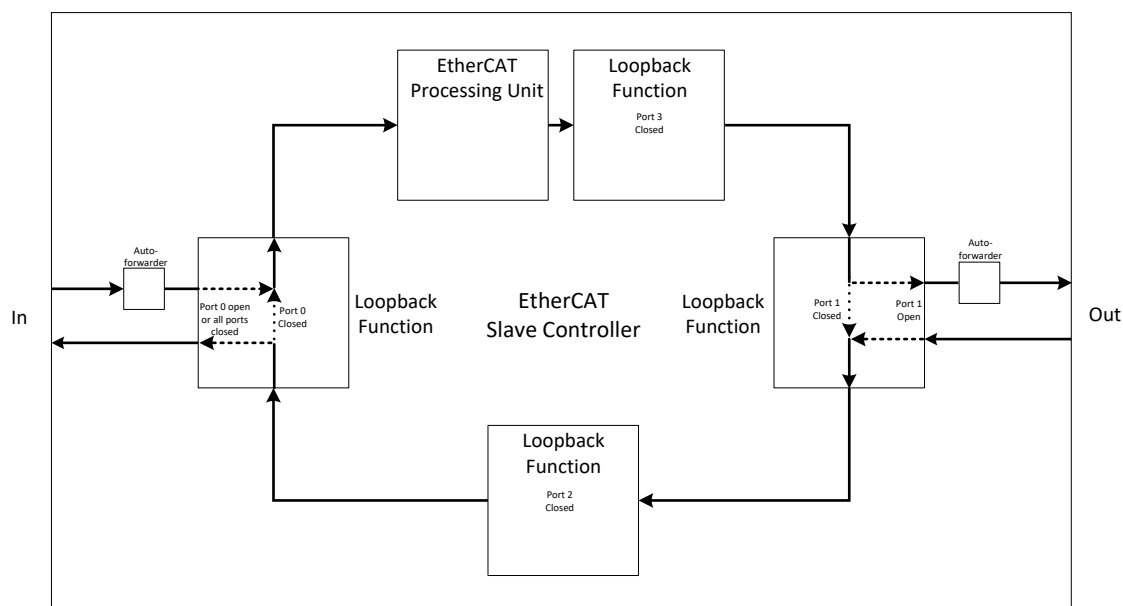 EtherCAT
Processing Unit
Loopback
Function
Port 3
Closed
Auto-
forwarder
Auto-
forwarder
In
Port 0 open
or all ports
closed
Port 0
Closed
Loopback
Function
EtherCAT
Slave Controller
Loopback
Function
Port 1
Closed
Port 1
Open
Out
Loopback
Function
Port 2
Closed